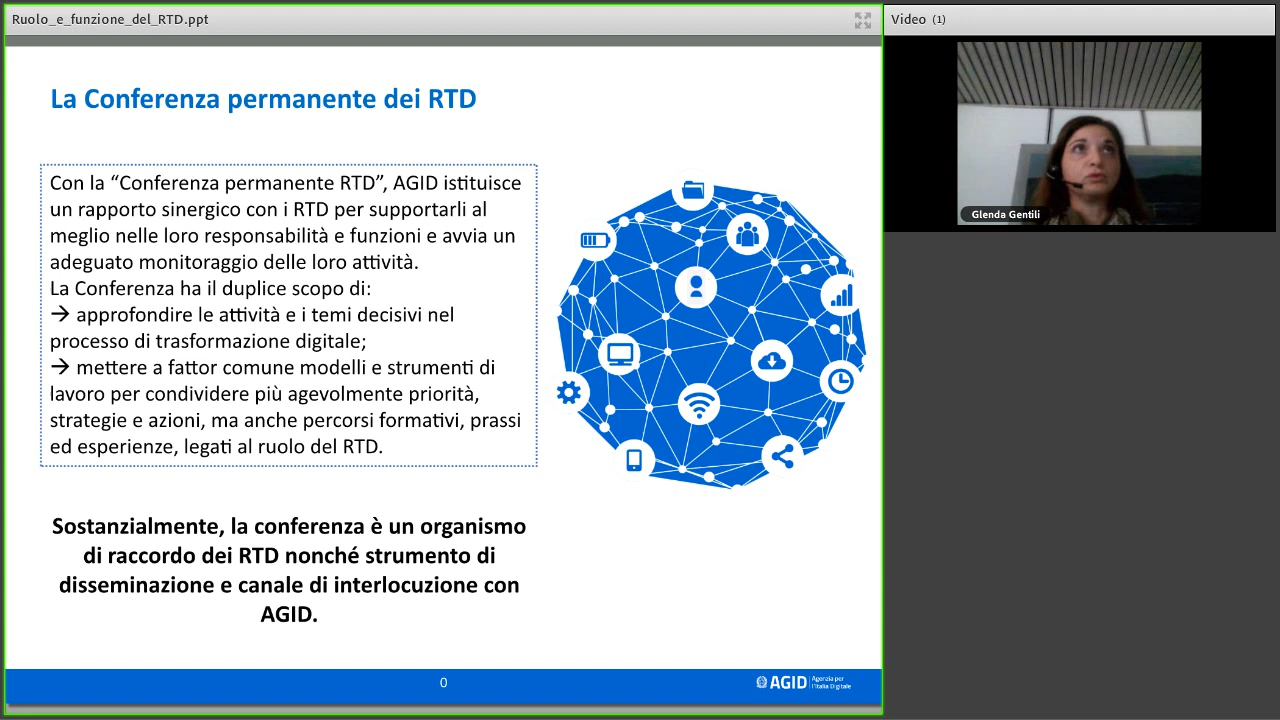 Ruolo_e_funzione_del_RTD.ppt
Video (1)
Glenda Gentili
La Conferenza permanente dei RTD
Con la “Conferenza permanente RTD”, AGID istituisce
un rapporto sinergico con i RTD per supportarli al
meglio nelle loro responsabilità e funzioni e avvia un
adeguato monitoraggio delle loro attività.
La Conferenza ha il duplice scopo di:
→ approfondire le attività e i temi decisivi nel
processo di trasformazione digitale;
→ mettere a fattor comune modelli e strumenti di
lavoro per condividere più agevolmente priorità,
strategie e azioni, ma anche percorsi formativi, prassi
ed esperienze, legati al ruolo del RTD.
Sostanzialmente, la conferenza è un organismo
di raccordo dei RTD nonché strumento di
disseminazione e canale di interlocuzione con
AGID.
0
AGID
Agenzia per
l'Italia Digitale